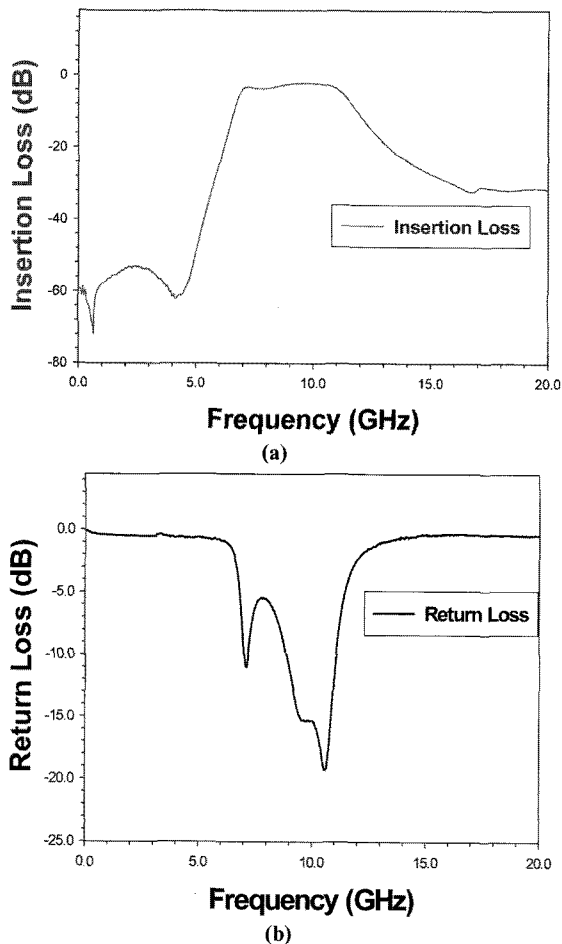 Insertion Loss (dB)
0
-20
-40
-60
-80
Insertion Loss
0.0 5.0 10.0 15.0 20.0
Frequency (GHz)
(a)
Return Loss (dB)
0.0
-5.0
-10.0
-15.0
-20.0
-25.0
Return Loss
0.0 5.0 10.0 15.0 20.0
Frequency (GHz)
(b)